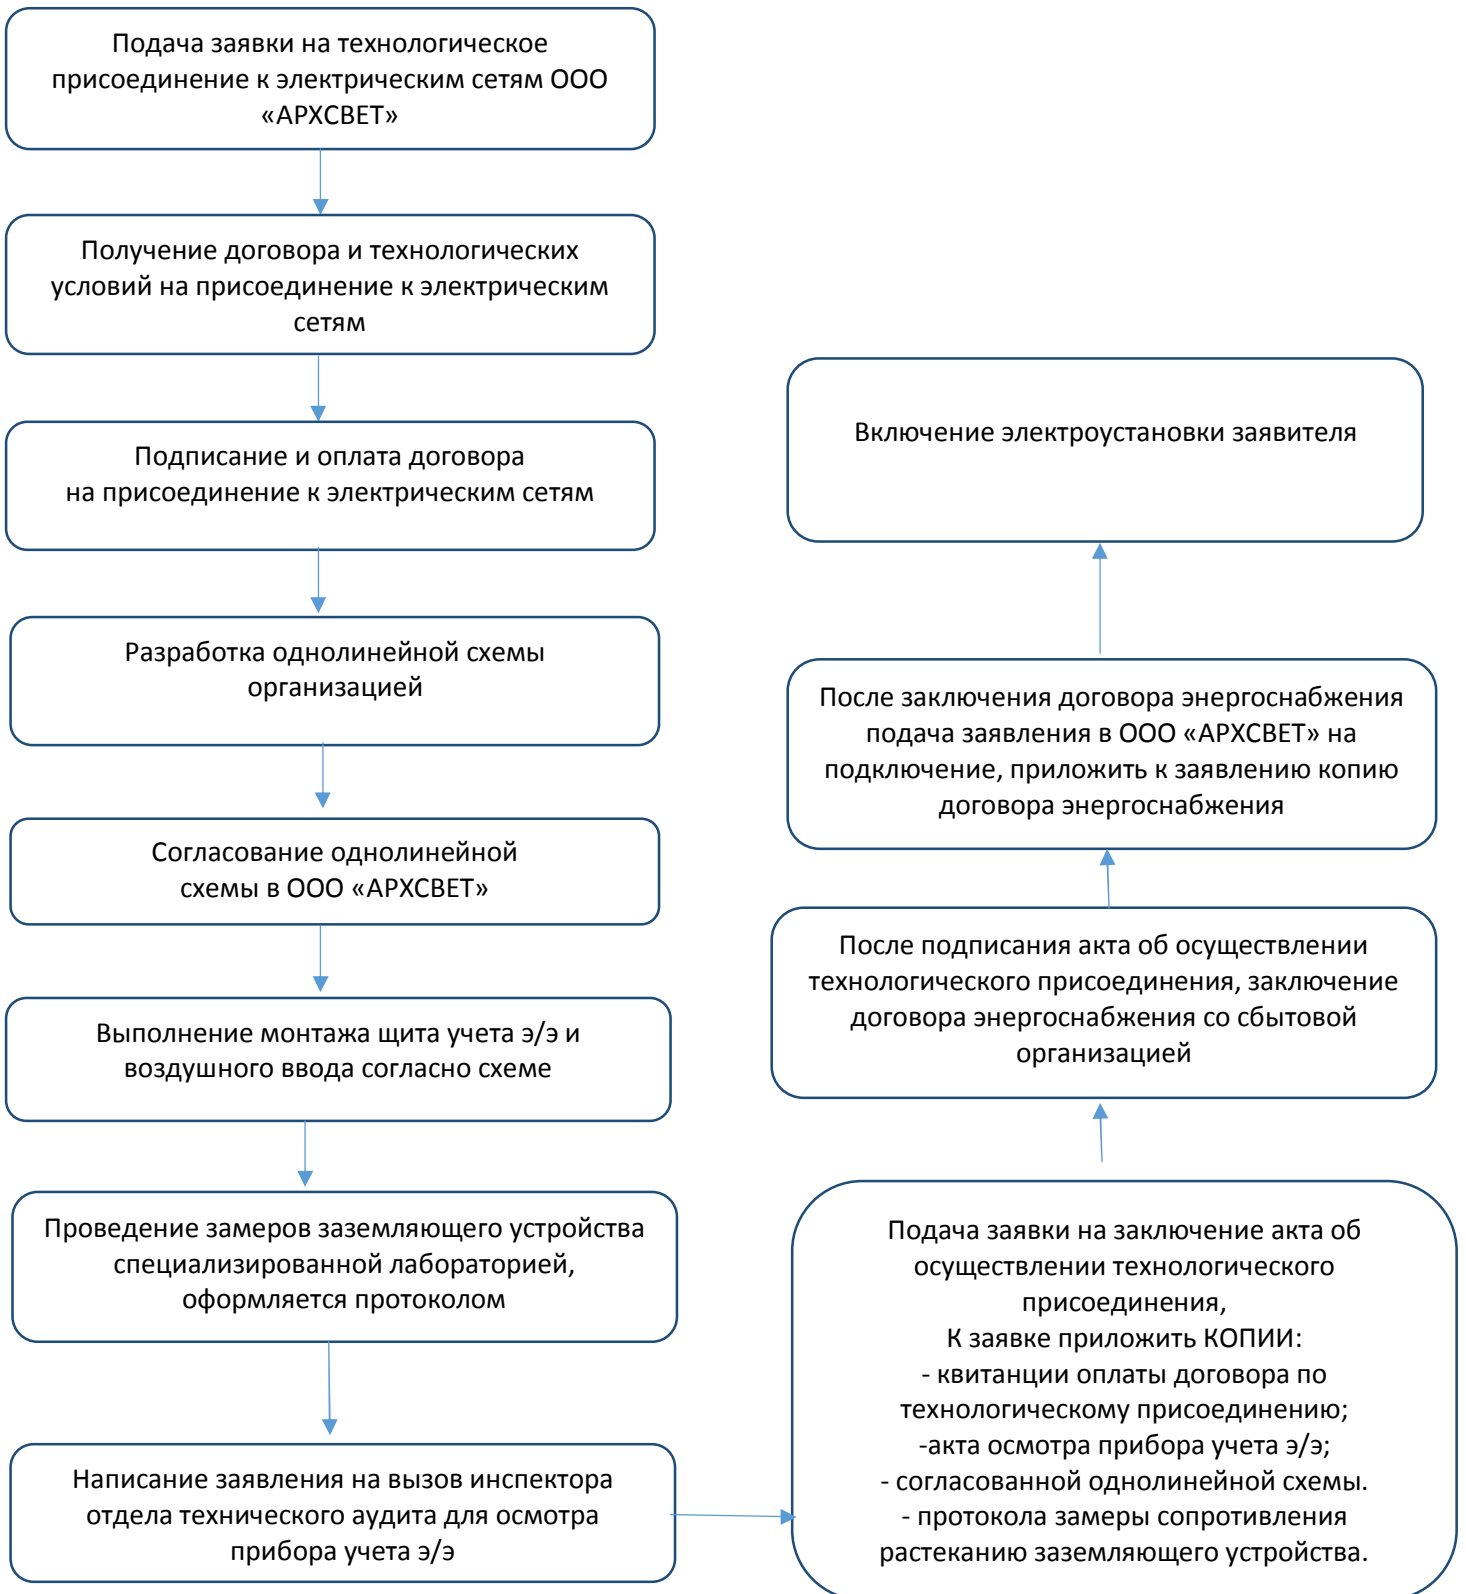 Подача заявки на технологическое
присоединение к электрическим сетям ООО
«АРХСВЕТ»
Получение договора и технологических
условий на присоединение к электрическим
сетям
Подписание и оплата договора
на присоединение к электрическим сетям
Разработка однолинейной схемы
организацией
Согласование однолинейной
схемы в ООО «АРХСВЕТ»
Выполнение монтажа щита учета э/э и
воздушного ввода согласно схеме
Проведение замеров заземляющего устройства
специализированной лабораторией,
оформляется протоколом
Написание заявления на вызов инспектора
отдела технического аудита для осмотра
прибора учета э/э
Подача заявки на заключение акта об
осуществлении технологического
присоединения,
К заявке приложить КОПИИ:
- квитанции оплаты договора по
технологическому присоединению;
-акта осмотра прибора учета э/э;
- согласованной однолинейной схемы.
- протокола замеры сопротивления
растеканию заземляющего устройства.
После подписания акта об осуществлении
технологического присоединения, заключение
договора энергоснабжения со сбытовой
организацией
После заключения договора энергоснабжения
подача заявления в ООО «АРХСВЕТ» на
подключение, приложить к заявлению копию
договора энергоснабжения
Включение электроустановки заявителя